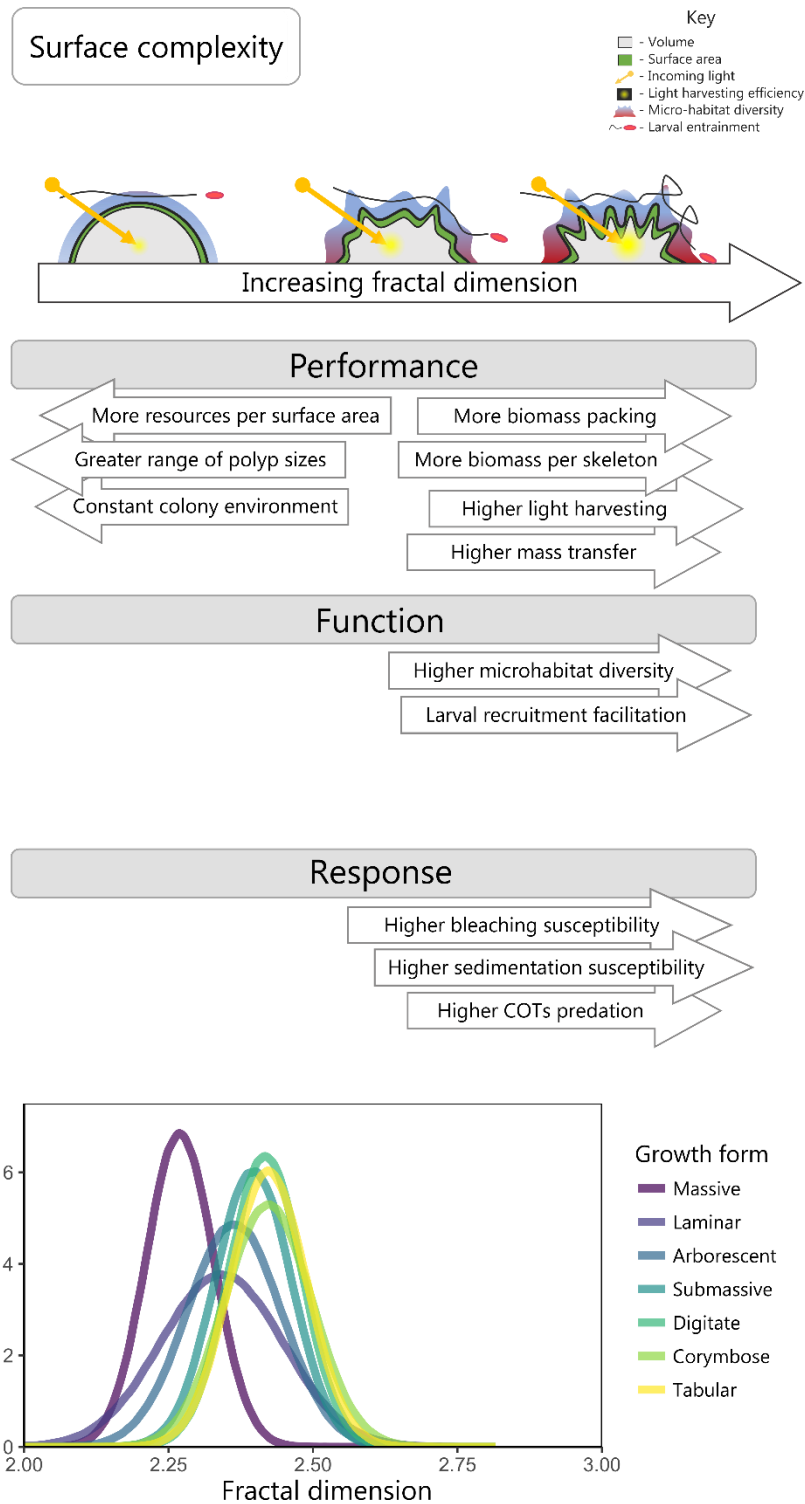 Surface complexity
Key
- Volume
- Surface area
- Incoming light
- Light harvesting efficiency
- Micro-habitat diversity
- Larval entrainment
Increasing fractal dimension
Performance
More resources per surface area
More biomass packing
Greater range of polyp sizes
More biomass per skeleton
Constant colony environment
Higher light harvesting
Higher mass transfer
Function
Higher microhabitat diversity
Larval recruitment facilitation
Response
Higher bleaching susceptibility
Higher sedimentation susceptibility
Higher COTs predation
6
4
2
0
2.00
2.25
2.50
2.75
3.00
Fractal dimension
Growth form
Massive
Laminar
Arborescent
Submassive
Digitate
Corymbose
Tabular